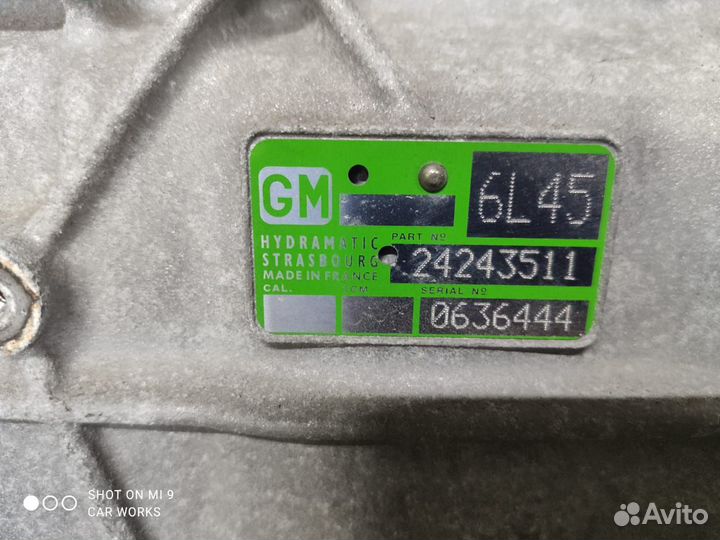 GM
6L45
HYDRAMATIC
STRASBOURG
MADE IN FRANCE
PART Nº
24243511
CAL.
TCM
SERIAL Nº
0636444
SHOT ON MI 9
CAR WORKS
Avito